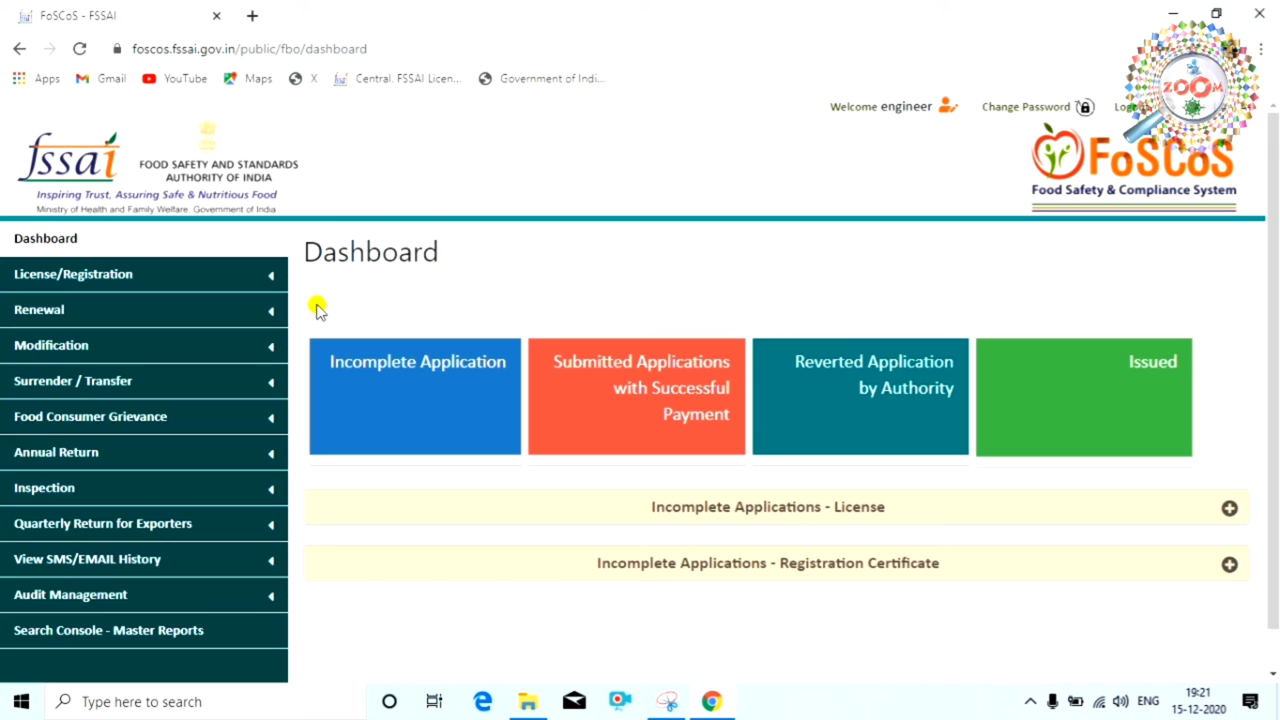 FoSCoS - FSSAI
foscos.fssai.gov.in/public/fbo/dashboard
Apps Gmail YouTube Maps X Central. FSSAI Licen... Government of Indi...
ZOOM
Welcome engineer Change Password
fssai
FOOD SAFETY AND STANDARDS
AUTHORITY OF INDIA
Inspiring Trust, Assuring Safe & Nutritious Food
Ministry of Health and Family Welfare, Government of India
FoSCoS
Food Safety & Compliance System
Dashboard
License/Registration
Renewal
Modification
Surrender / Transfer
Food Consumer Grievance
Annual Return
Inspection
Quarterly Return for Exporters
View SMS/EMAIL History
Audit Management
Search Console - Master Reports
Dashboard
Incomplete Application
Submitted Applications
with Successful
Payment
Reverted Application
by Authority
Issued
Incomplete Applications - License
Incomplete Applications - Registration Certificate
Type here to search
ENG
19:21
15-12-2020